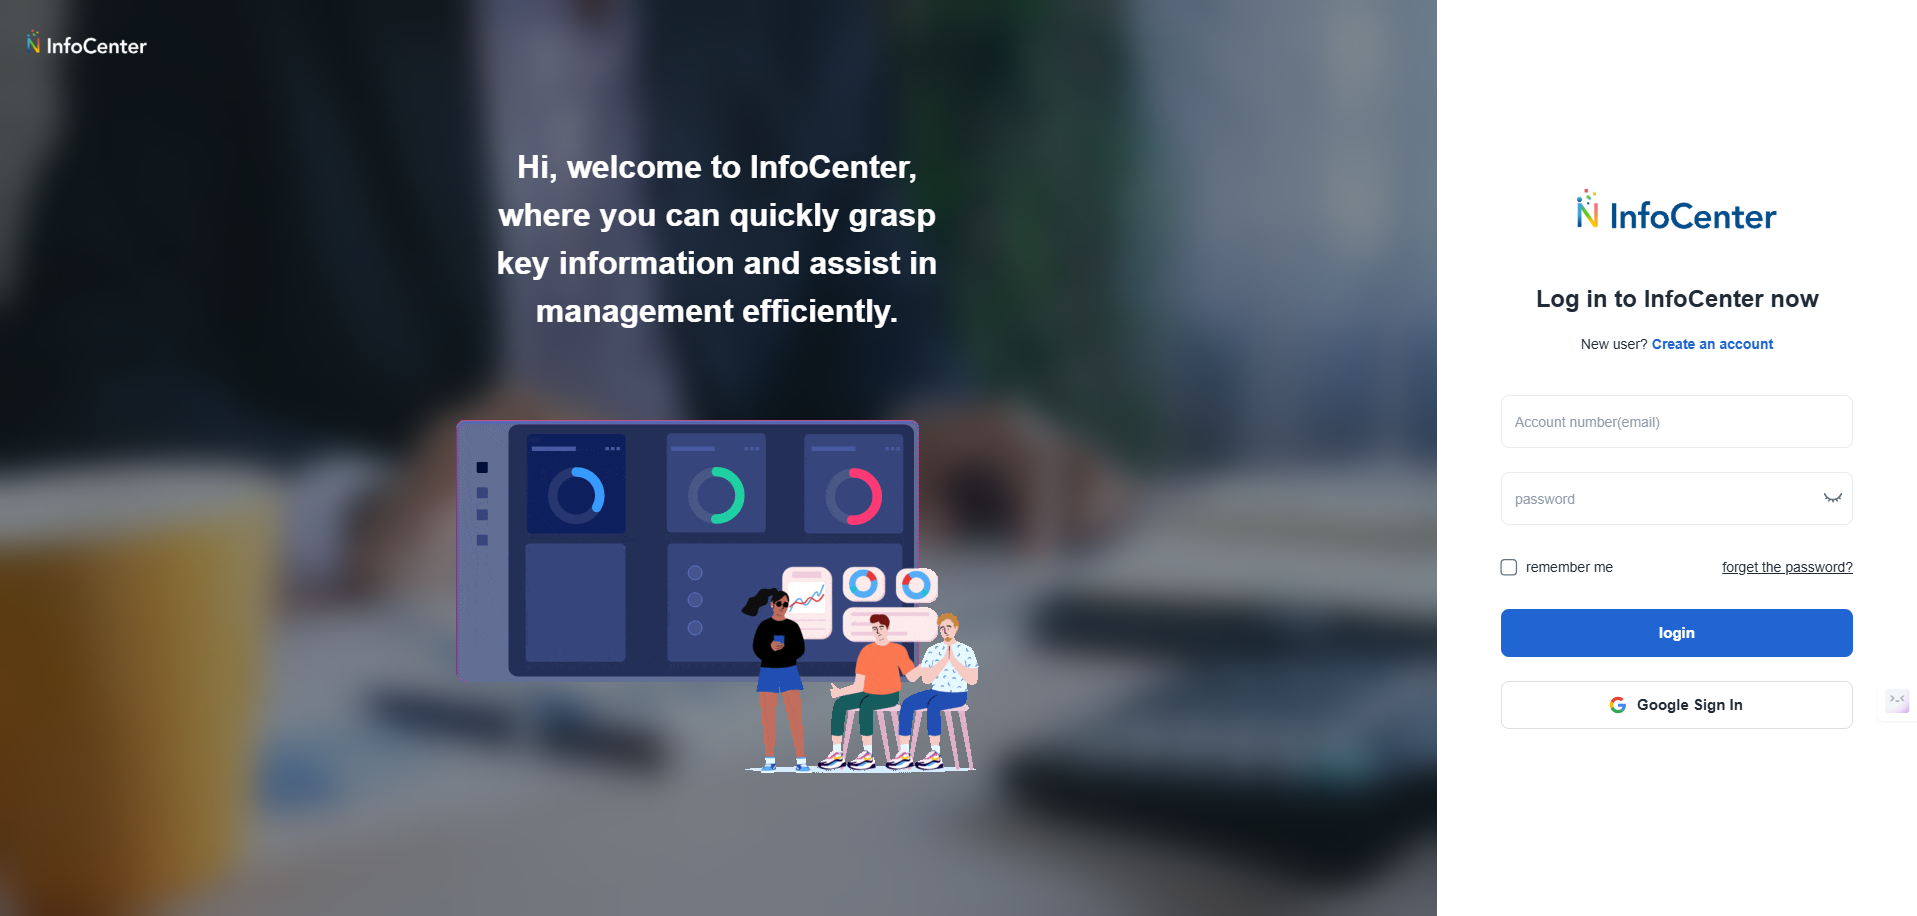 InfoCenter
Hi, welcome to InfoCenter,
where you can quickly grasp
key information and assist in
management efficiently.
InfoCenter
Log in to InfoCenter now
New user? Create an account
Account number(email)
password
remember me
forget the password?
login
Google Sign In